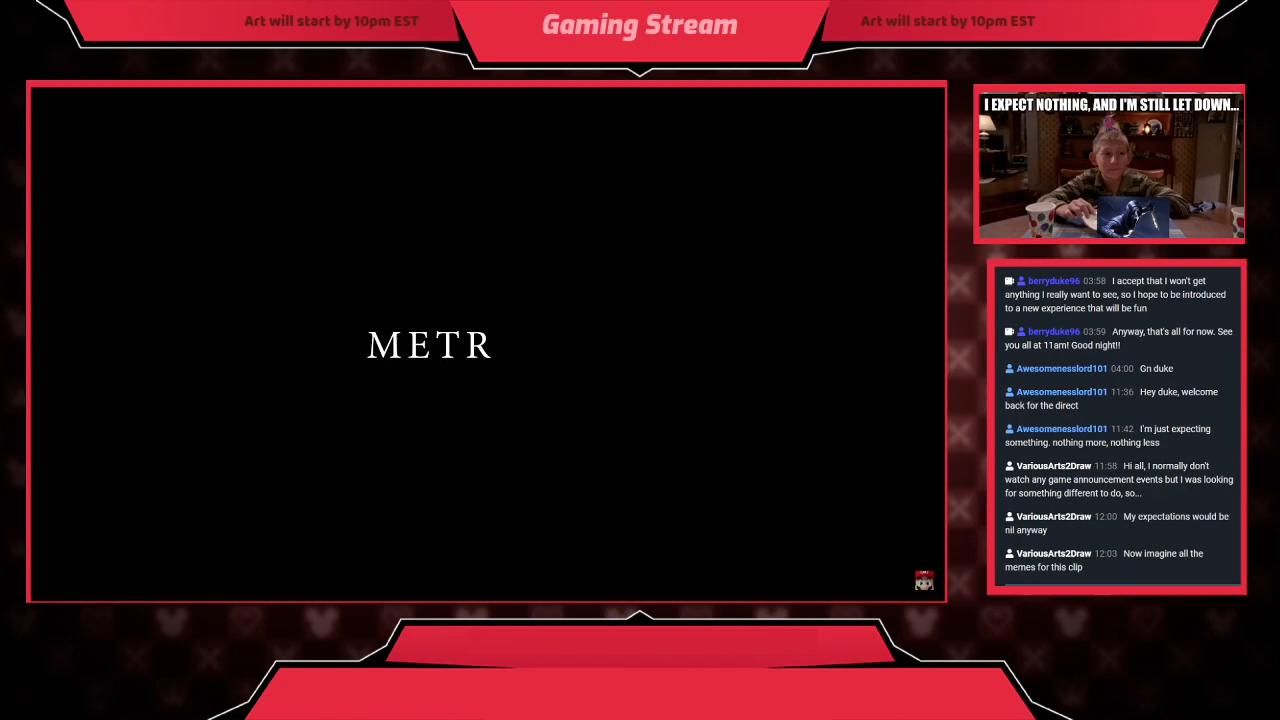 Art will start by 10pm EST
Gaming Stream
Art will start by 10pm EST
METR
I EXPECT NOTHING, AND I'M STILL LET DOWN...
berryduke96 03:58 I accept that I won't get
anything I really want to see, so I hope to be introduced
to a new experience that will be fun
berryduke96 03:59 Anyway, that's all for now. See
you all at 11am! Good night!!
Awesomenesslord101 04:00 Gn duke
Awesomenesslord101 11:36 Hey duke, welcome
back for the direct
Awesomenesslord101 11:42 I'm just expecting
something. nothing more, nothing less
VariousArts2Draw 11:58 Hi all, I normally don't
watch any game announcement events but I was looking
for something different to do, so...
VariousArts2Draw 12:00 My expectations would be
nil anyway
VariousArts2Draw 12:03 Now imagine all the
memes for this clip